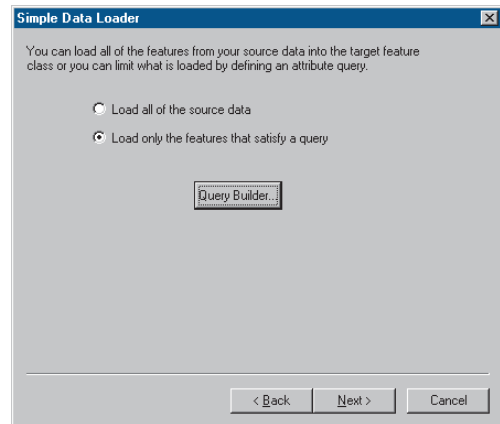 Simple Data Loader
You can load all of the features from your source data into the target feature
class or you can limit what is loaded by defining an attribute query.
Load all of the source data
Load only the features that satisfy a query
Query Builder...
< Back
Next >
Cancel